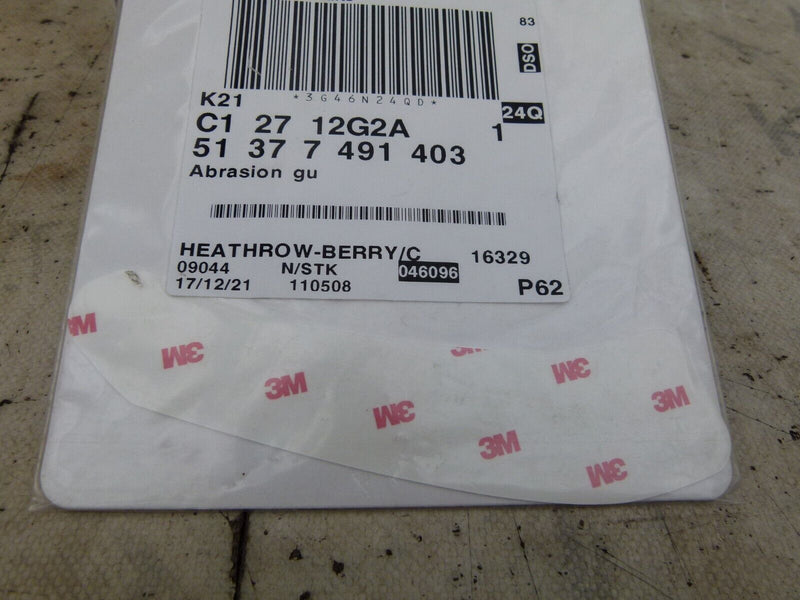 83
DSO
*3G46N24QD*
K21
24Q
C1 27 12G2A 1
51 37 7 491 403
Abrasion gu
HEATHROW-BERRY/C 16329
09044 N/STK 046096
17/12/21 110508 P62
3M
3M
3M
3M
3M
3M
3M
3M
3M